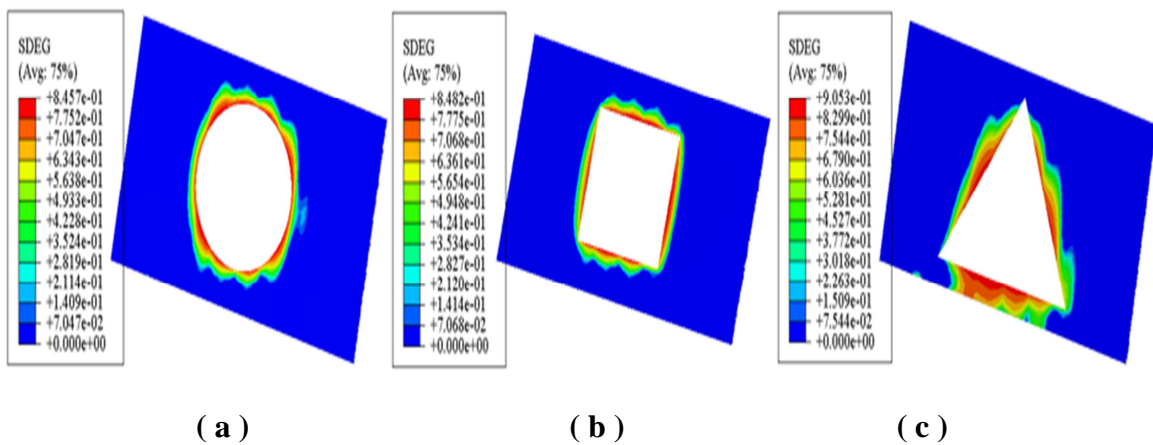 SDEG
(Avg: 75%)
+8.457e-01
+7.752e-01
+7.047e-01
+6.343e-01
+5.638e-01
+4.933e-01
+4.228e-01
+3.524e-01
+2.819e-01
+2.114e-01
+1.409e-01
+7.047e-02
+0.000e+00
SDEG
(Avg: 75%)
+8.482e-01
+7.775e-01
+7.068e-01
+6.361e-01
+5.654e-01
+4.948e-01
+4.241e-01
+3.534e-01
+2.827e-01
+2.120e-01
+1.414e-01
+7.068e-02
+0.000e+00
SDEG
(Avg: 75%)
+9.053e-01
+8.299e-01
+7.544e-01
+6.790e-01
+6.036e-01
+5.281e-01
+4.527e-01
+3.772e-01
+3.018e-01
+2.263e-01
+1.509e-01
+7.544e-02
+0.000e+00
( a )
( b )
( c )